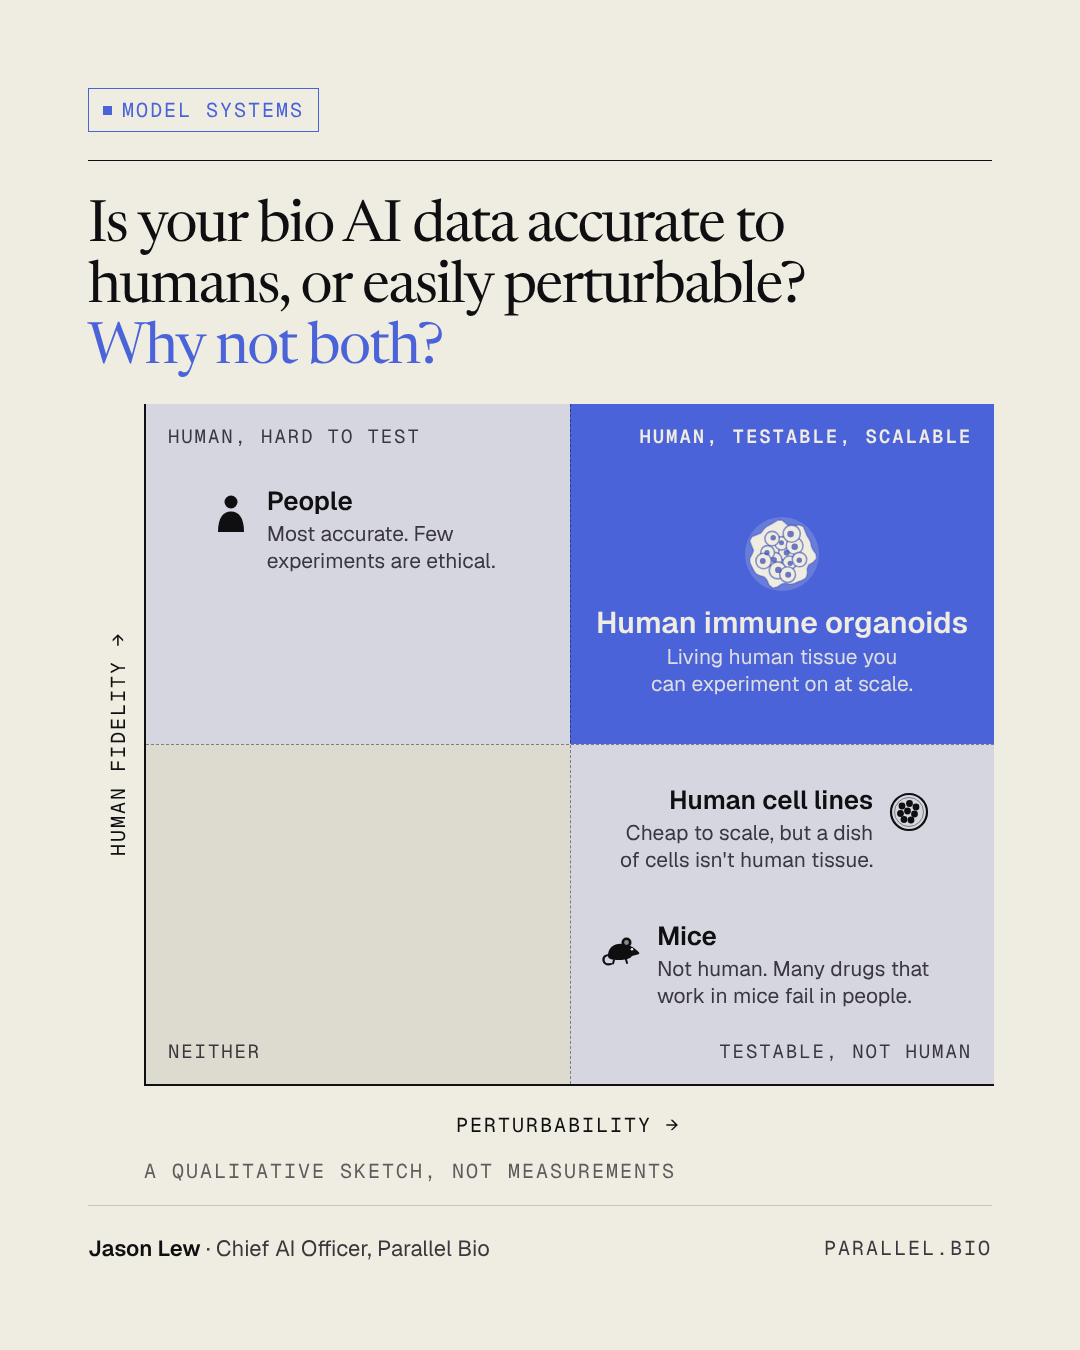 MODEL SYSTEMS
Is your bio AI data accurate to
humans, or easily perturbable?
Why not both?
HUMAN, HARD TO TEST
People
Most accurate. Few
experiments are ethical.
HUMAN, TESTABLE, SCALABLE
Human immune organoids
Living human tissue you
can experiment on at scale.
HUMAN FIDELITY →
Human cell lines
Cheap to scale, but a dish
of cells isn't human tissue.
Mice
Not human. Many drugs that
work in mice fail in people.
NEITHER
TESTABLE, NOT HUMAN
PERTURBABILITY →
A QUALITATIVE SKETCH, NOT MEASUREMENTS
Jason Lew · Chief AI Officer, Parallel Bio
PARALLEL.BIO